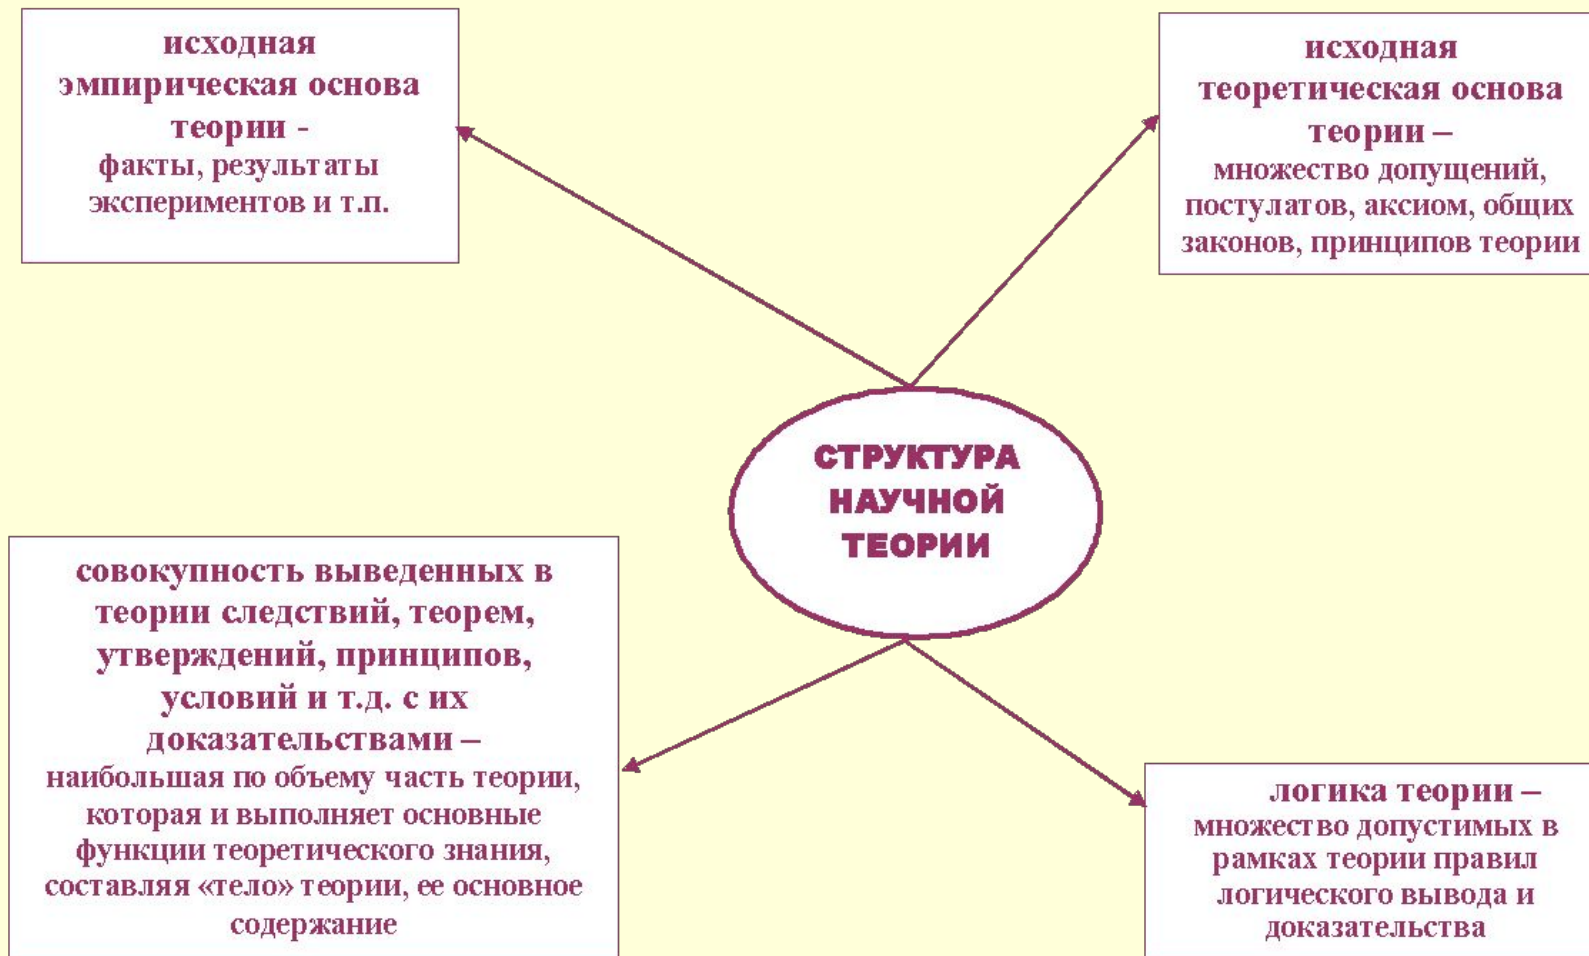 исходная
эмпирическая основа
теории -
факты, результаты
экспериментов и т.п.
исходная
теоретическая основа
теории –
множество допущений,
постулатов, аксиом, общих
законов, принципов теории
СТРУКТУРА
НАУЧНОЙ
ТЕОРИИ
совокупность выведенных в
теории следствий, теорем,
утверждений, принципов,
условий и т.д. с их
доказательствами –
наибольшая по объему часть теории,
которая и выполняет основные
функции теоретического знания,
составляя «тело» теории, ее основное
содержание
логика теории –
множество допустимых в
рамках теории правил
логического вывода и
доказательства